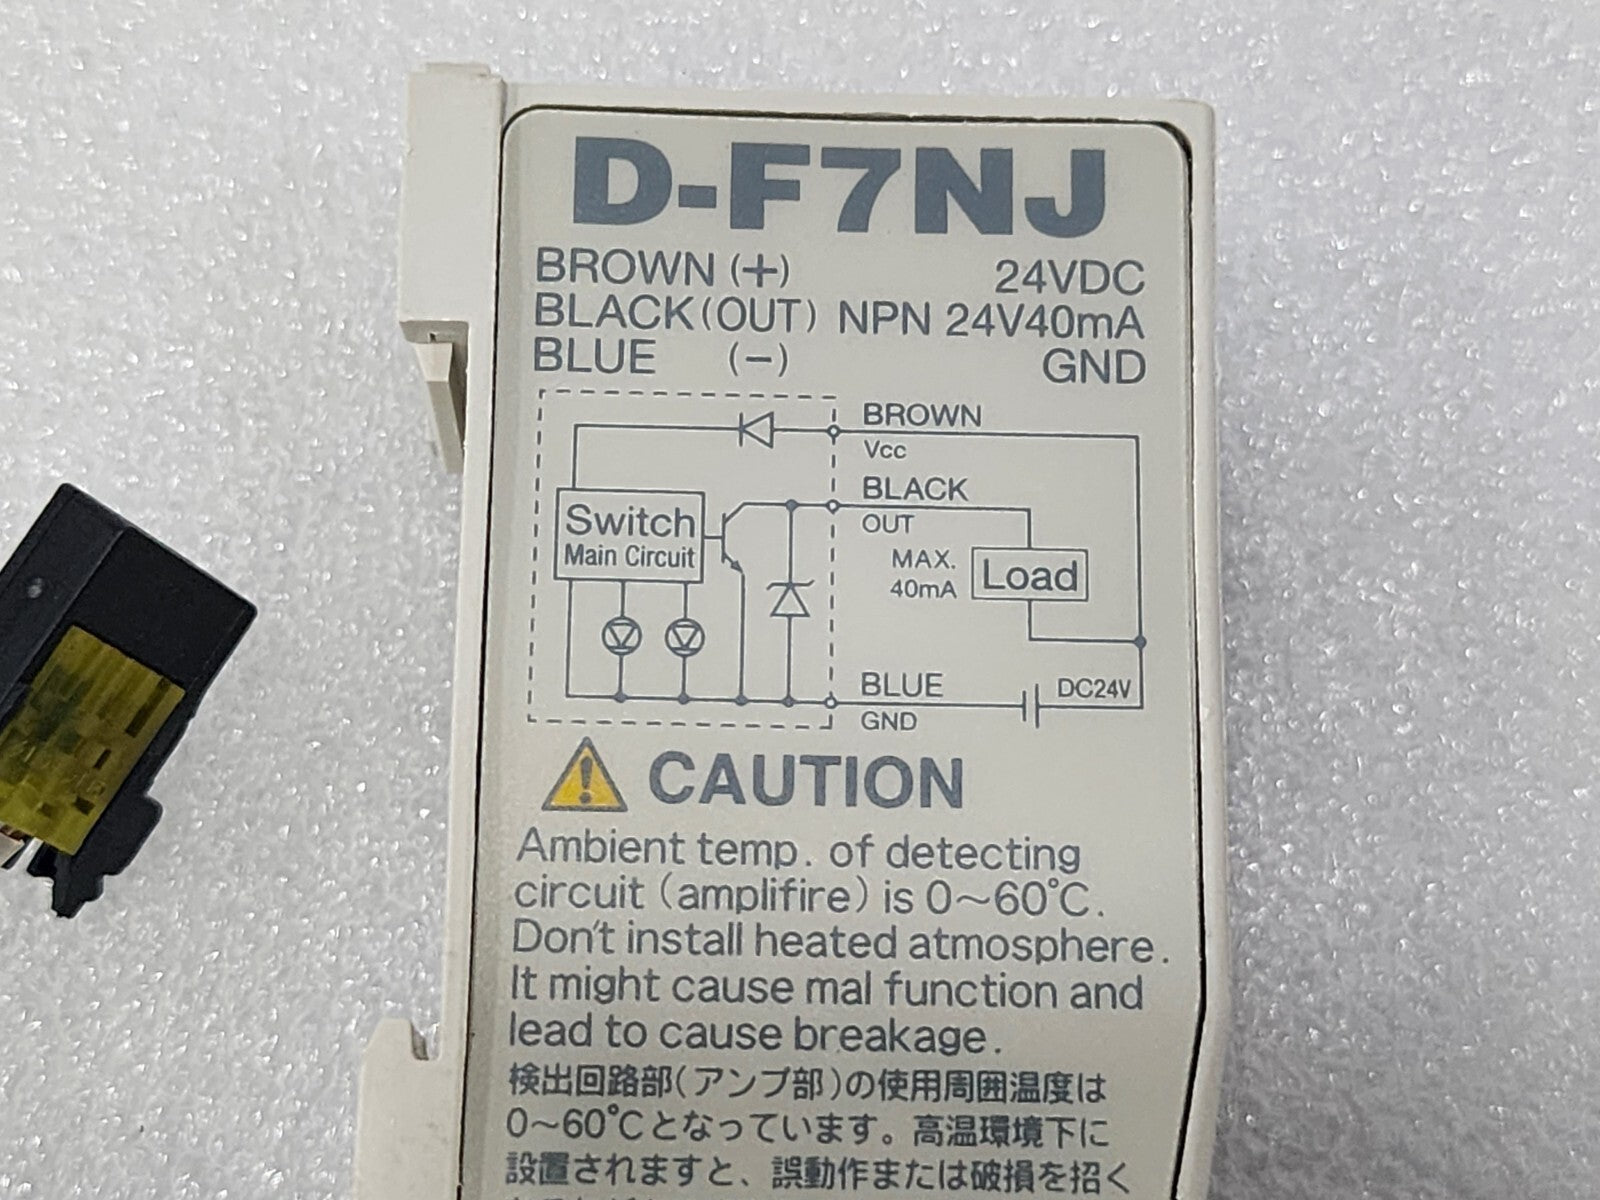 D-F7NJ
BROWN (+) 24VDC
BLACK (OUT) NPN 24V40mA
BLUE (-) GND
BROWN
Vcc
BLACK
OUT
Switch
Main Circuit
MAX.
40mA
Load
BLUE
GND
DC24V
CAUTION
Ambient temp. of detecting
circuit (amplifire) is 0~60℃.
Don't install heated atmosphere.
It might cause mal function and
lead to cause breakage.
検出回路部(アンプ部)の使用周囲温度は
0~60℃となっています。高温環境下に
設置されますと、誤動作または破損を招く